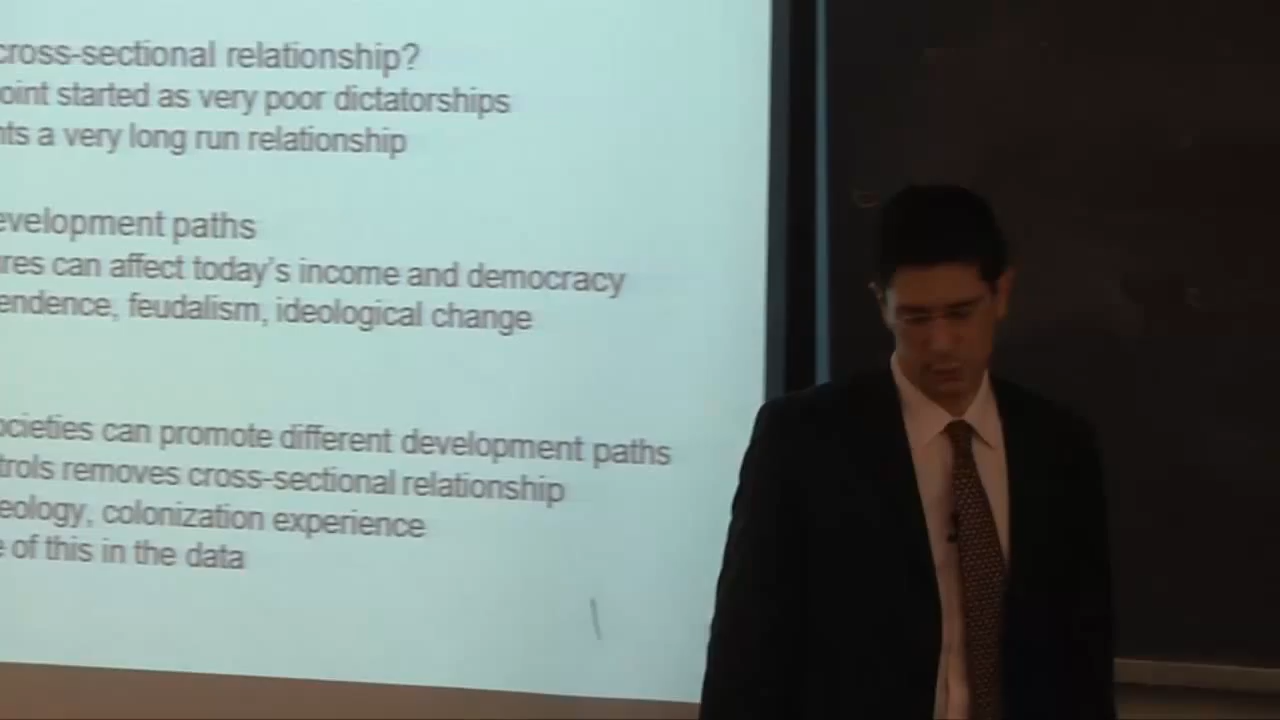 cross-sectional relationship?
oint started as very poor dictatorships
nts a very long run relationship
evelopment paths
ures can affect today's income and democracy
endence, feudalism, ideological change
ocieties can promote different development paths
trols removes cross-sectional relationship
eology, colonization experience
e of this in the data